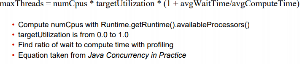 maxThreads = numCpus * targetUtilization * (1 + avgWaitTime/avgComputeTime)
• Compute numCpus with Runtime.getRuntime().availableProcessors()
• targetUtilization is from 0.0 to 1.0
• Find ratio of wait to compute time with profiling
• Equation taken from Java Concurrency in Practice